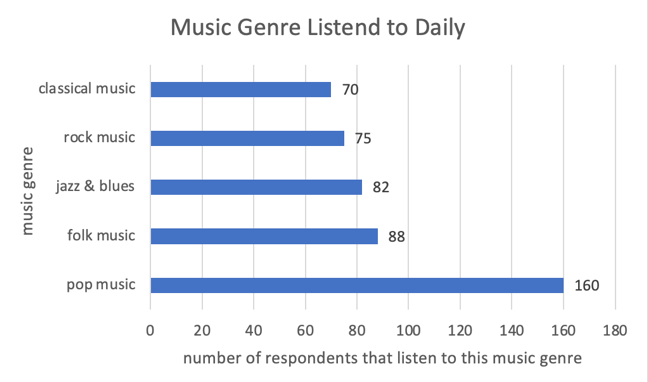 Music Genre Listend to Daily
music genre
classical music 70
rock music 75
jazz & blues 82
folk music 88
pop music 160
0 20 40 60 80 100 120 140 160 180
number of respondents that listen to this music genre